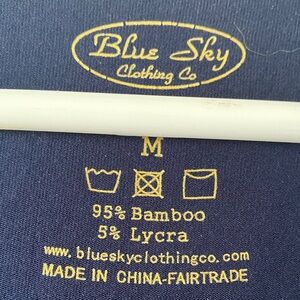 Blue Sky
Clothing Co
M
95% Bamboo
5% Lycra
www.blueskyclothingco.com
MADE IN CHINA-FAIRTRADE